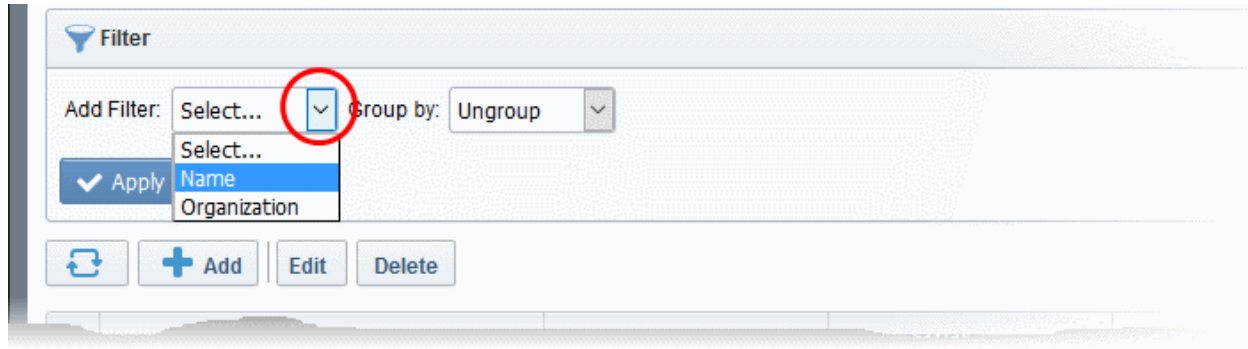 Filter
Add Filter: Select... Group by: Ungroup
Select...
Apply Name
Organization
Add Edit Delete